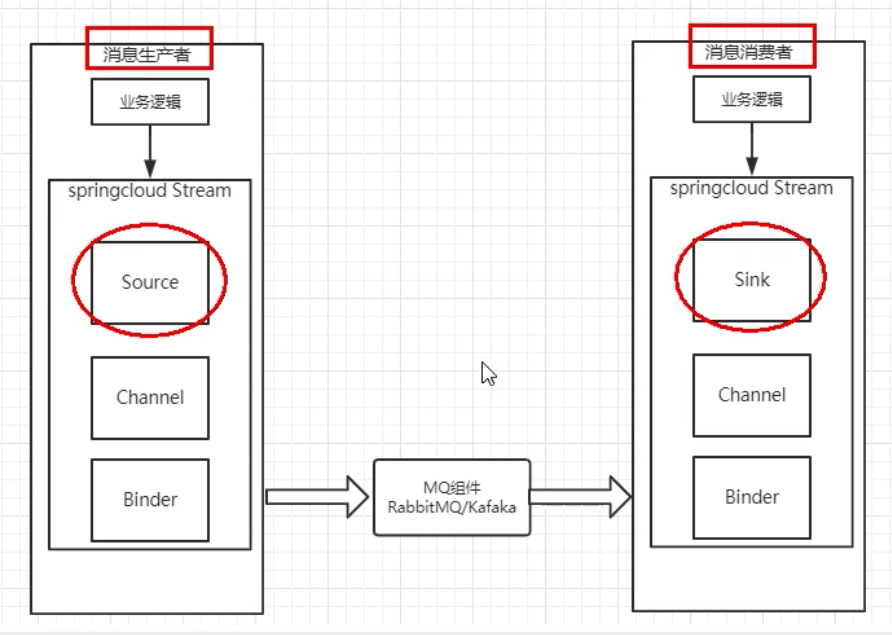 消息生产者
业务逻辑
springcloud Stream
Source
Channel
Binder
MQ组件
RabbitMQ/Kafaka
消息消费者
业务逻辑
springcloud Stream
Sink
Channel
Binder